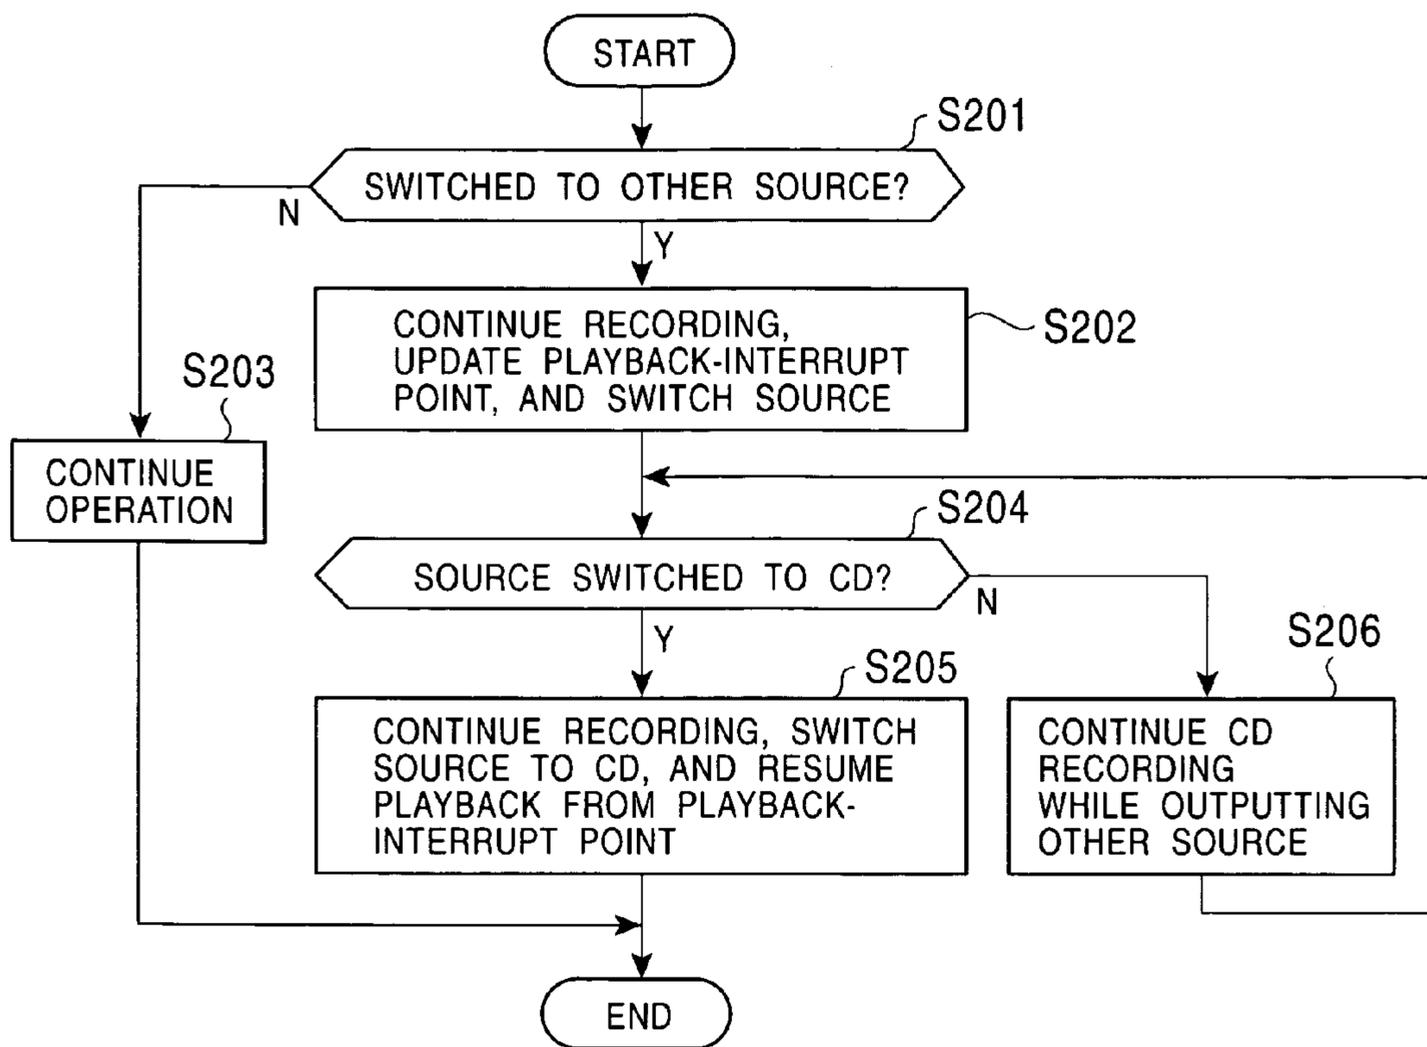 START
S201
SWITCHED TO OTHER SOURCE?
N
Y
CONTINUE RECORDING,
UPDATE PLAYBACK-INTERRUPT
POINT, AND SWITCH SOURCE
S202
S203
CONTINUE
OPERATION
S204
SOURCE SWITCHED TO CD?
N
Y
S205
CONTINUE RECORDING, SWITCH
SOURCE TO CD, AND RESUME
PLAYBACK FROM PLAYBACK-
INTERRUPT POINT
S206
CONTINUE CD
RECORDING
WHILE OUTPUTTING
OTHER SOURCE
END